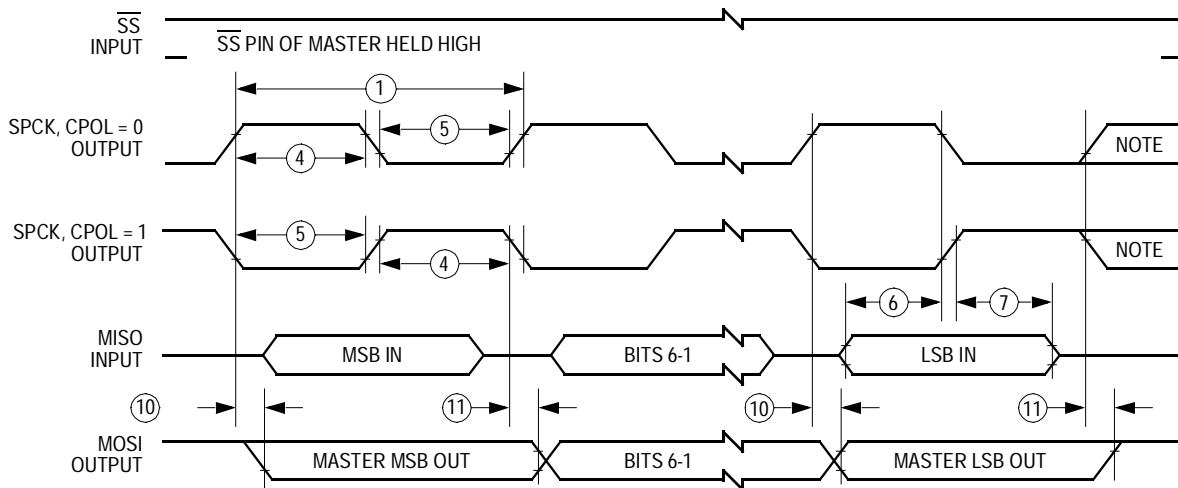 SS
INPUT
SS PIN OF MASTER HELD HIGH
1
SPCK, CPOL = 0
OUTPUT
5
4
NOTE
SPCK, CPOL = 1
OUTPUT
5
4
NOTE
6
7
MISO
INPUT
MSB IN
BITS 6-1
LSB IN
10
11
10
11
MOSI
OUTPUT
MASTER MSB OUT
BITS 6-1
MASTER LSB OUT